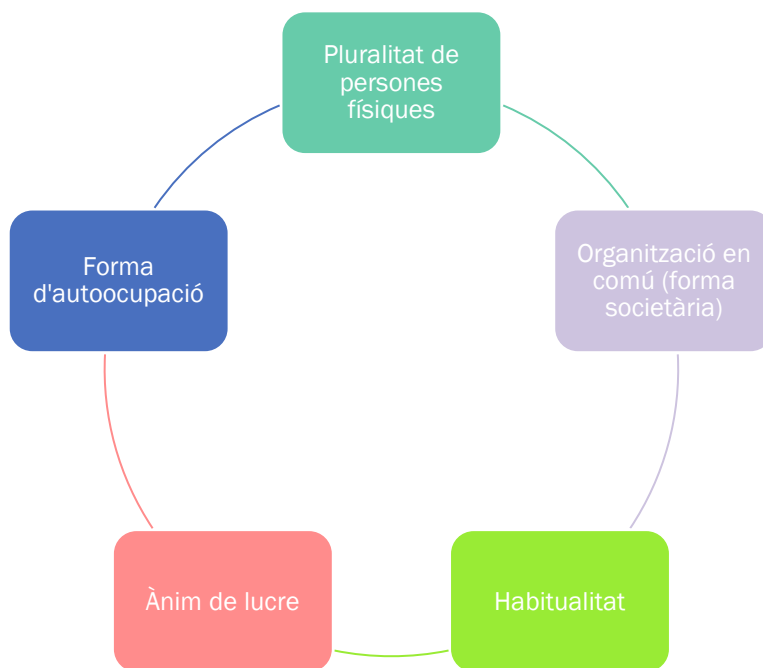 Pluralitat de
persones
físiques
Organització en
comú (forma
societària)
Habitualitat
Ànim de lucre
Forma
d'autoocupació